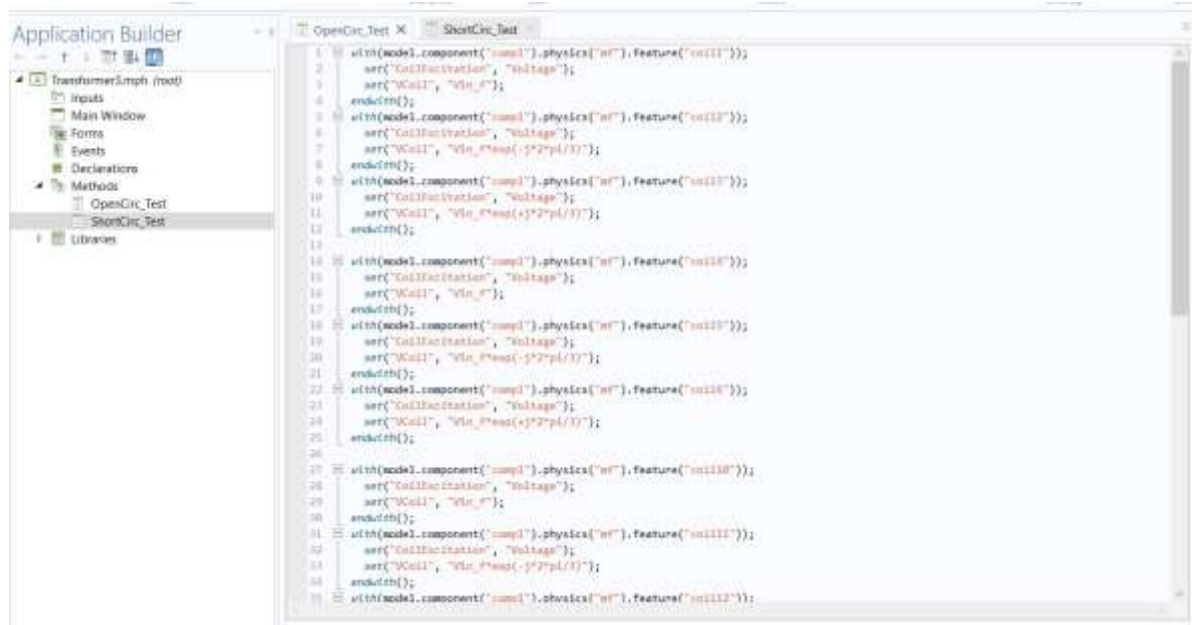 Application Builder
Transformer3.mph (root)
Inputs
Main Window
Forms
Events
Declarations
Methods
OpenCirc_Test
ShortCirc_Test
Libraries
OpenCirc_Test
ShortCirc_Test
1 with(model.component("comp1").physics("mf").feature("coil1"));
2 set("CoilExcitation", "Voltage");
3 set("VCoil", "Vin_f");
4 endwith();
5 with(model.component("comp1").physics("mf").feature("coil2"));
6 set("CoilExcitation", "Voltage");
7 set("VCoil", "Vin_f*exp(-j*2*pi/3)");
8 endwith();
9 with(model.component("comp1").physics("mf").feature("coil3"));
10 set("CoilExcitation", "Voltage");
11 set("VCoil", "Vin_f*exp(+j*2*pi/3)");
12 endwith();
13
14 with(model.component("comp1").physics("mf").feature("coil4"));
15 set("CoilExcitation", "Voltage");
16 set("VCoil", "Vin_f");
17 endwith();
18 with(model.component("comp1").physics("mf").feature("coil5"));
19 set("CoilExcitation", "Voltage");
20 set("VCoil", "Vin_f*exp(-j*2*pi/3)");
21 endwith();
22 with(model.component("comp1").physics("mf").feature("coil6"));
23 set("CoilExcitation", "Voltage");
24 set("VCoil", "Vin_f*exp(+j*2*pi/3)");
25 endwith();
26
27 with(model.component("comp1").physics("mf").feature("coil10"));
28 set("CoilExcitation", "Voltage");
29 set("VCoil", "Vin_f");
30 endwith();
31 with(model.component("comp1").physics("mf").feature("coil11"));
32 set("CoilExcitation", "Voltage");
33 set("VCoil", "Vin_f*exp(-j*2*pi/3)");
34 endwith();
35 with(model.component("comp1").physics("mf").feature("coil12"));